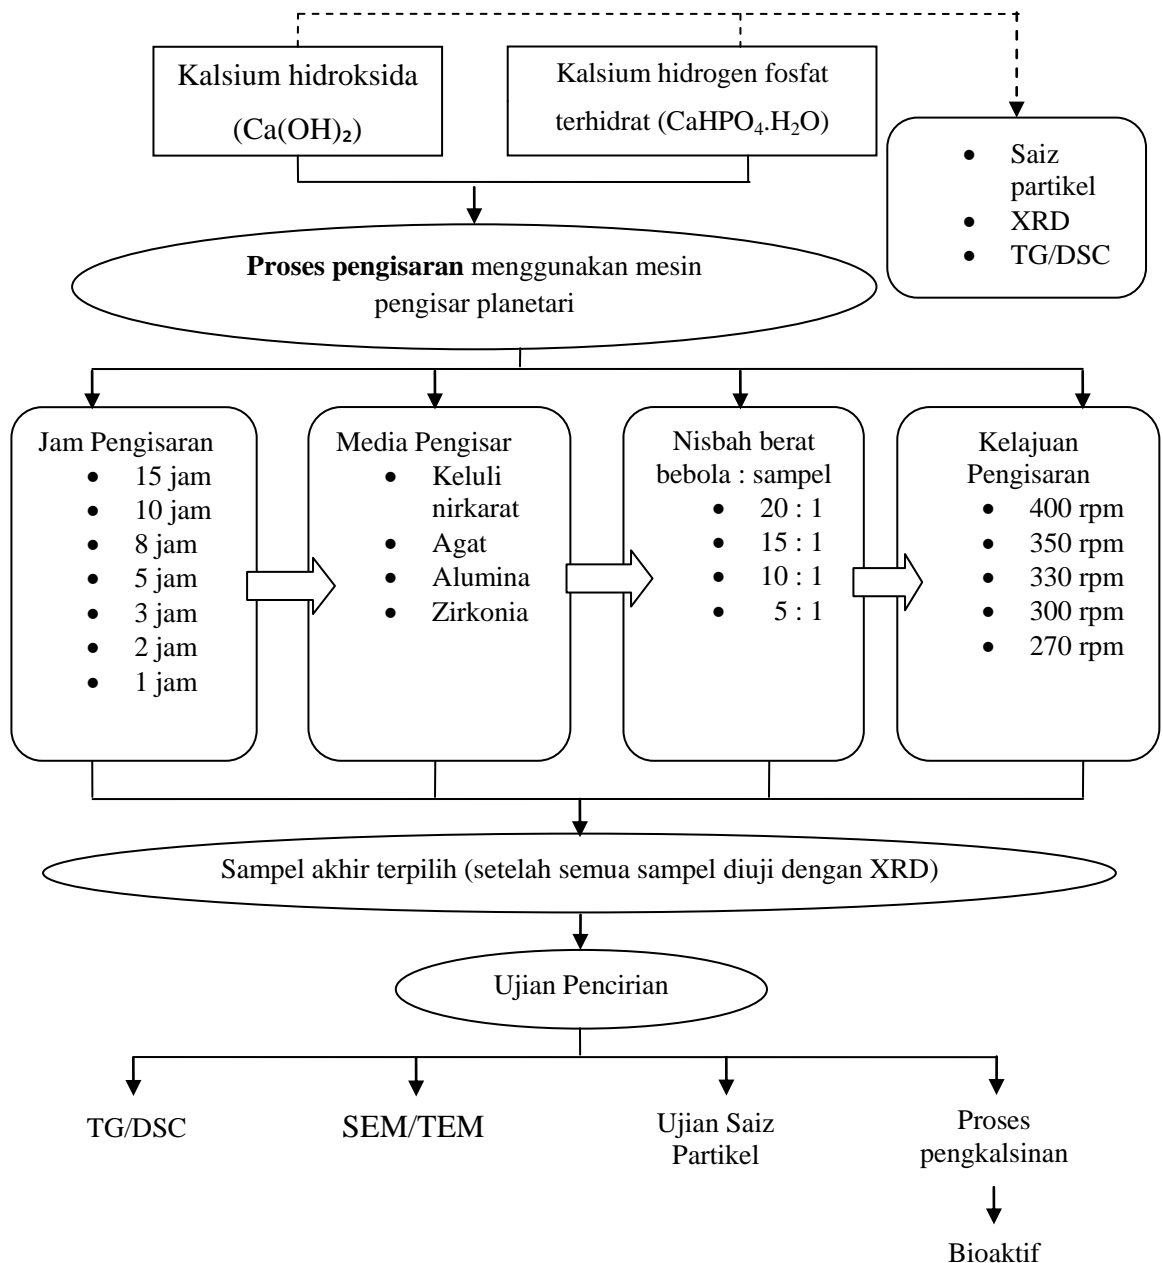 Kalsium hidroksida
(Ca(OH)₂)
Kalsium hidrogen fosfat
terhidrat (CaHPO₄.H₂O)
• Saiz
partikel
• XRD
• TG/DSC
Proses pengisaran menggunakan mesin
pengisar planetari
Jam Pengisaran
• 15 jam
• 10 jam
• 8 jam
• 5 jam
• 3 jam
• 2 jam
• 1 jam
Media Pengisar
• Keluli
nirkarat
• Agat
• Alumina
• Zirkonia
Nisbah berat
bebola : sampel
• 20 : 1
• 15 : 1
• 10 : 1
• 5 : 1
Kelajuan
Pengisaran
• 400 rpm
• 350 rpm
• 330 rpm
• 300 rpm
• 270 rpm
Sampel akhir terpilih (setelah semua sampel diuji dengan XRD)
Ujian Pencirian
TG/DSC
SEM/TEM
Ujian Saiz
Partikel
Proses
pengkalsinan
Bioaktif